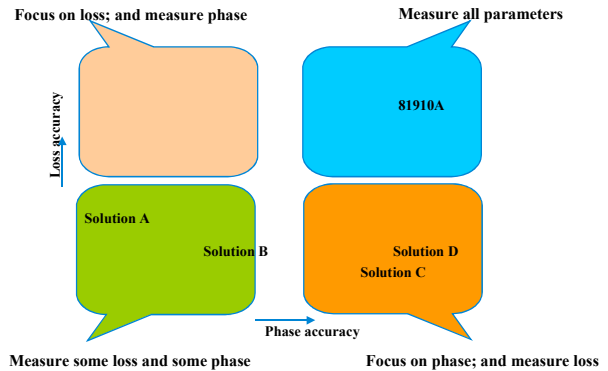 Focus on loss; and measure phase
Measure all parameters
81910A
Loss accuracy
Solution A
Solution B
Solution D
Solution C
Phase accuracy
Measure some loss and some phase
Focus on phase; and measure loss